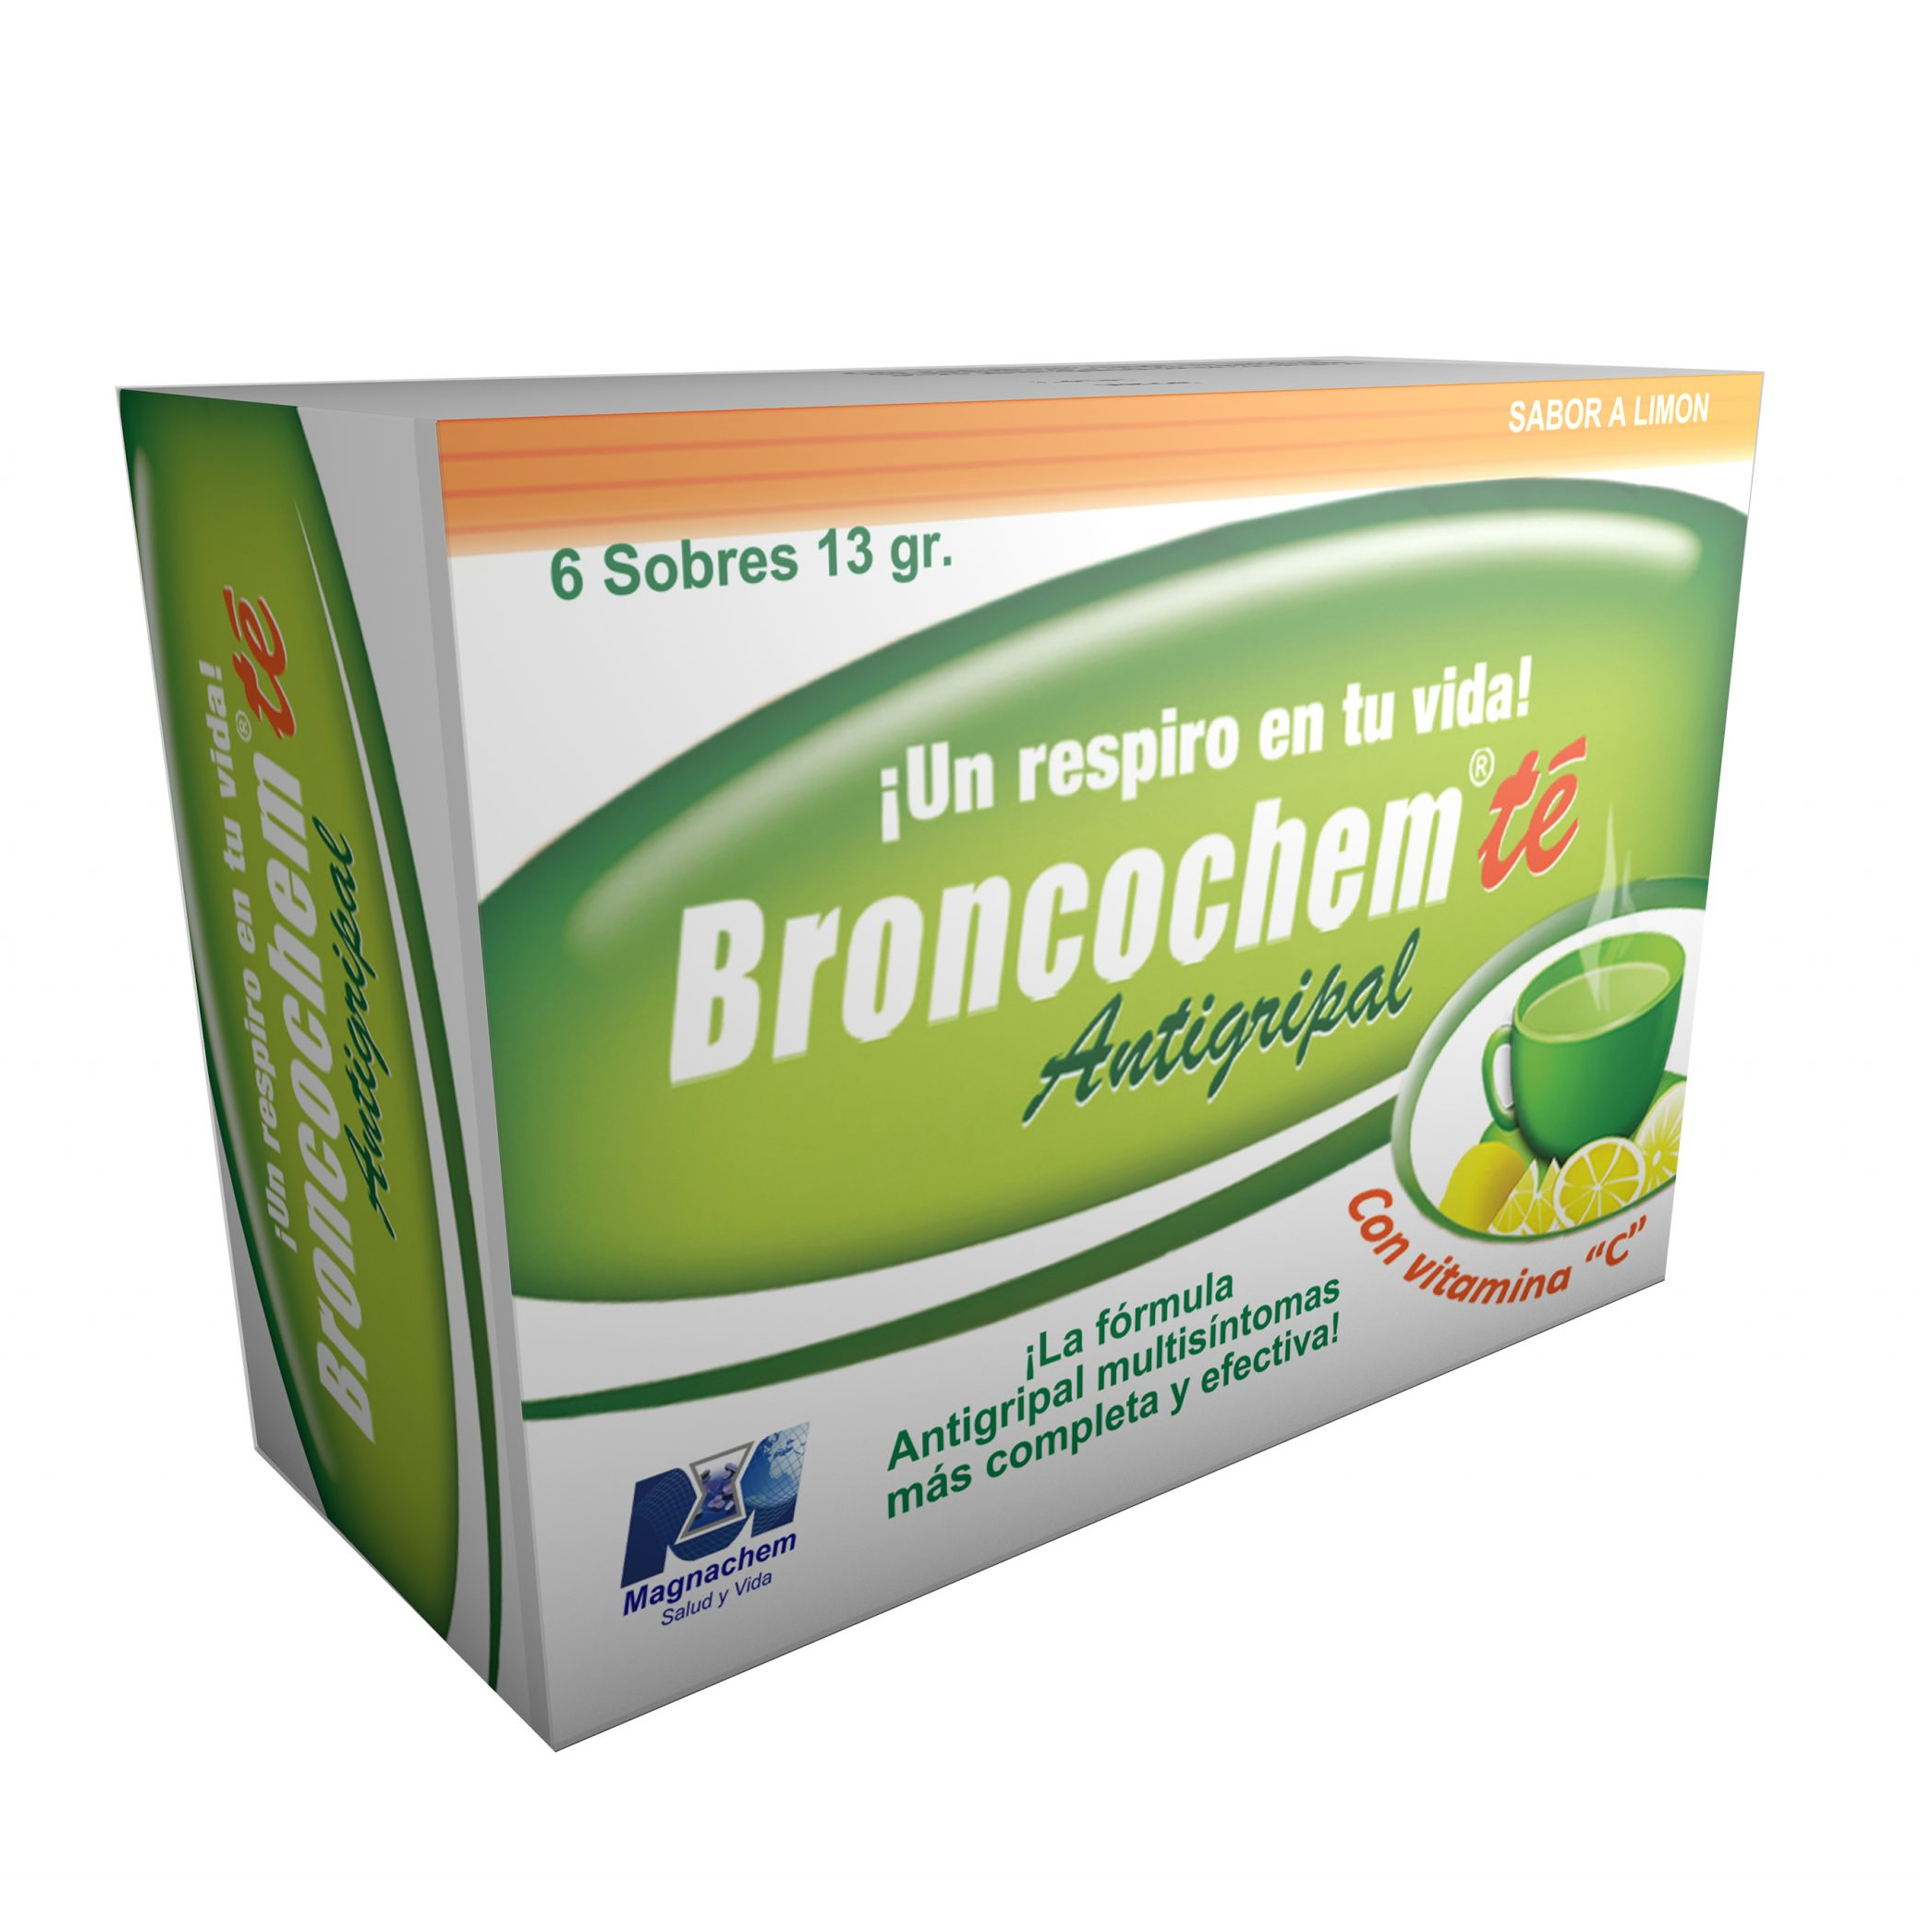 SABOR A LIMON
6 Sobres 13 gr.
¡Un respiro en tu vida!
Broncochem® té
Antigripal
Con vitamina “C”
¡La fórmula
Antigripal multisíntomas
más completa y efectiva!
Magnachem
Salud y Vida
¡Un respiro en tu vida!
Broncochem® té
Antigripal